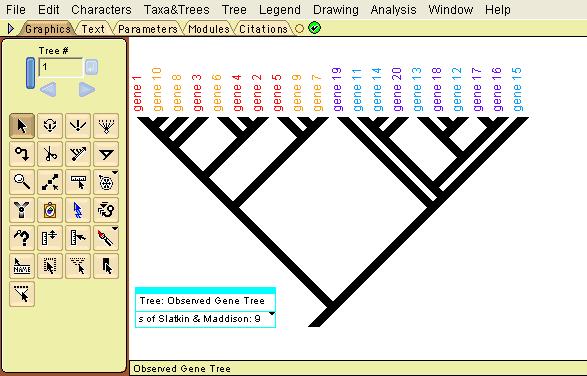 File Edit Characters Taxa&Trees Tree Legend Drawing Analysis Window Help
Graphics Text Parameters Modules Citations
Tree #
1
gene 1
gene 10
gene 8
gene 3
gene 6
gene 4
gene 2
gene 5
gene 9
gene 7
gene 19
gene 11
gene 14
gene 20
gene 13
gene 18
gene 12
gene 17
gene 16
gene 15
NAME
Tree: Observed Gene Tree
s of Slatkin & Maddison: 9
Observed Gene Tree